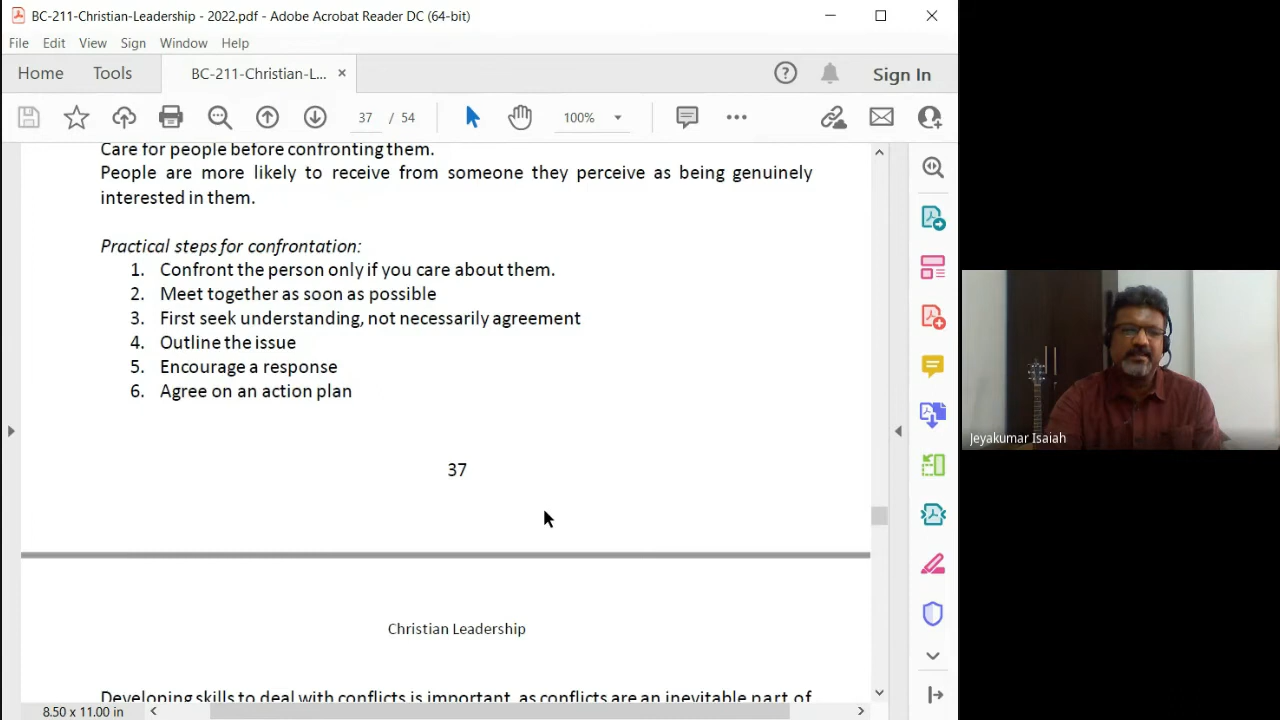 BC-211-Christian-Leadership - 2022.pdf - Adobe Acrobat Reader DC (64-bit)
File Edit View Sign Window Help
Home Tools BC-211-Christian-L... × Sign In
37 / 54 100%
Care for people before confronting them.
People are more likely to receive from someone they perceive as being genuinely
interested in them.
Practical steps for confrontation:
1. Confront the person only if you care about them.
2. Meet together as soon as possible
3. First seek understanding, not necessarily agreement
4. Outline the issue
5. Encourage a response
6. Agree on an action plan
37
Christian Leadership
Developing skills to deal with conflicts is important, as conflicts are an inevitable part of
8.50 x 11.00 in
Jeyakumar Isaiah